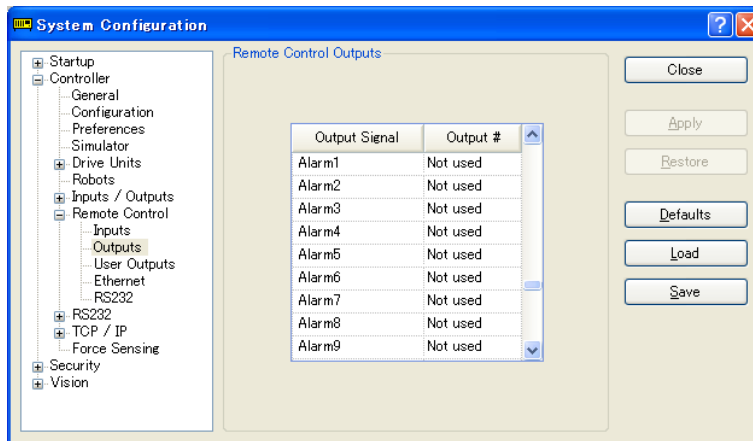 System Configuration
Startup
Controller
General
Configuration
Preferences
Simulator
Drive Units
Robots
Inputs / Outputs
Remote Control
Inputs
Outputs
User Outputs
Ethernet
RS232
RS232
TCP / IP
Force Sensing
Security
Vision
Remote Control Outputs
Output Signal Output #
Alarm1 Not used
Alarm2 Not used
Alarm3 Not used
Alarm4 Not used
Alarm5 Not used
Alarm6 Not used
Alarm7 Not used
Alarm8 Not used
Alarm9 Not used
Close
Apply
Restore
Defaults
Load
Save